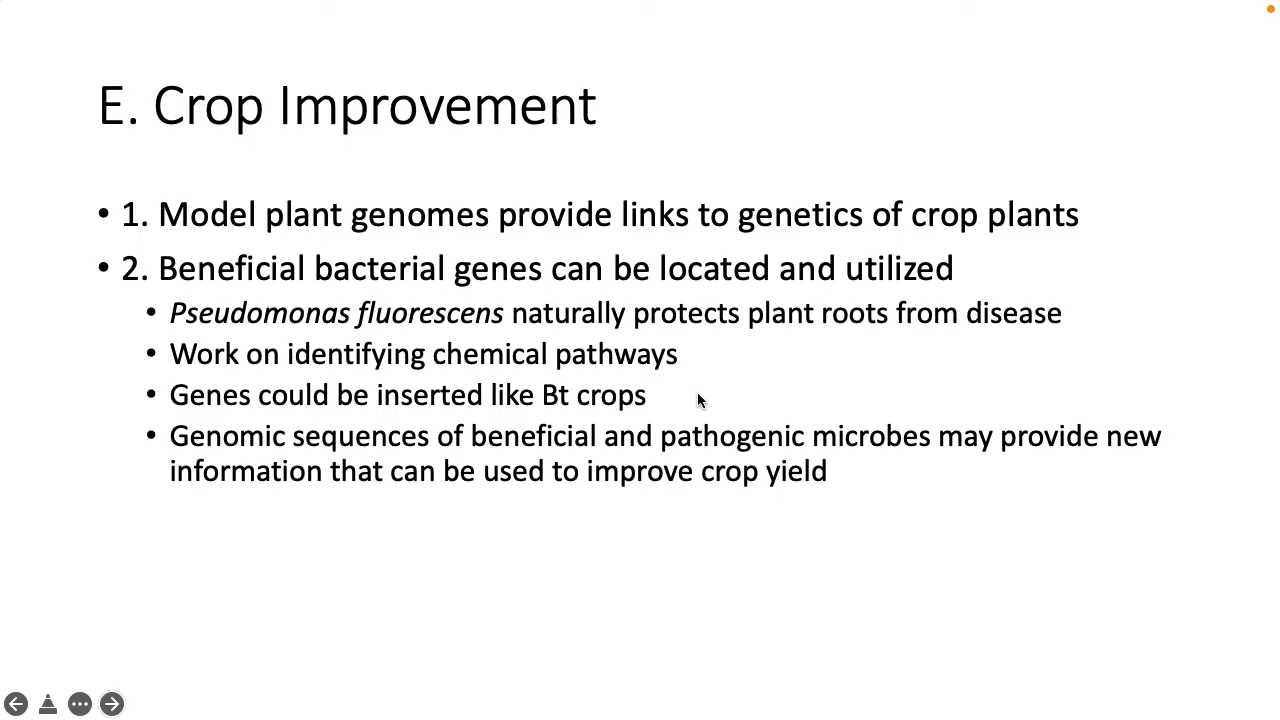 E. Crop Improvement
• 1. Model plant genomes provide links to genetics of crop plants
• 2. Beneficial bacterial genes can be located and utilized
• Pseudomonas fluorescens naturally protects plant roots from disease
• Work on identifying chemical pathways
• Genes could be inserted like Bt crops
• Genomic sequences of beneficial and pathogenic microbes may provide new
information that can be used to improve crop yield